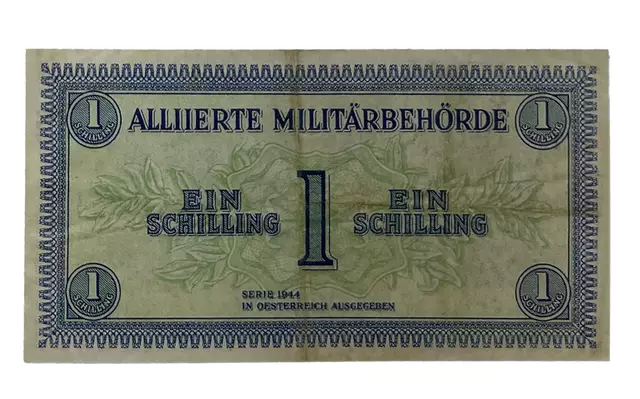 1
SCHILLING
ALLIIERTE MILITÄRBEHÖRDE
1
SCHILLING
EIN
SCHILLING
1
EIN
SCHILLING
1
SCHILLING
SERIE 1944
IN OESTERREICH AUSGEGEBEN
1
SCHILLING